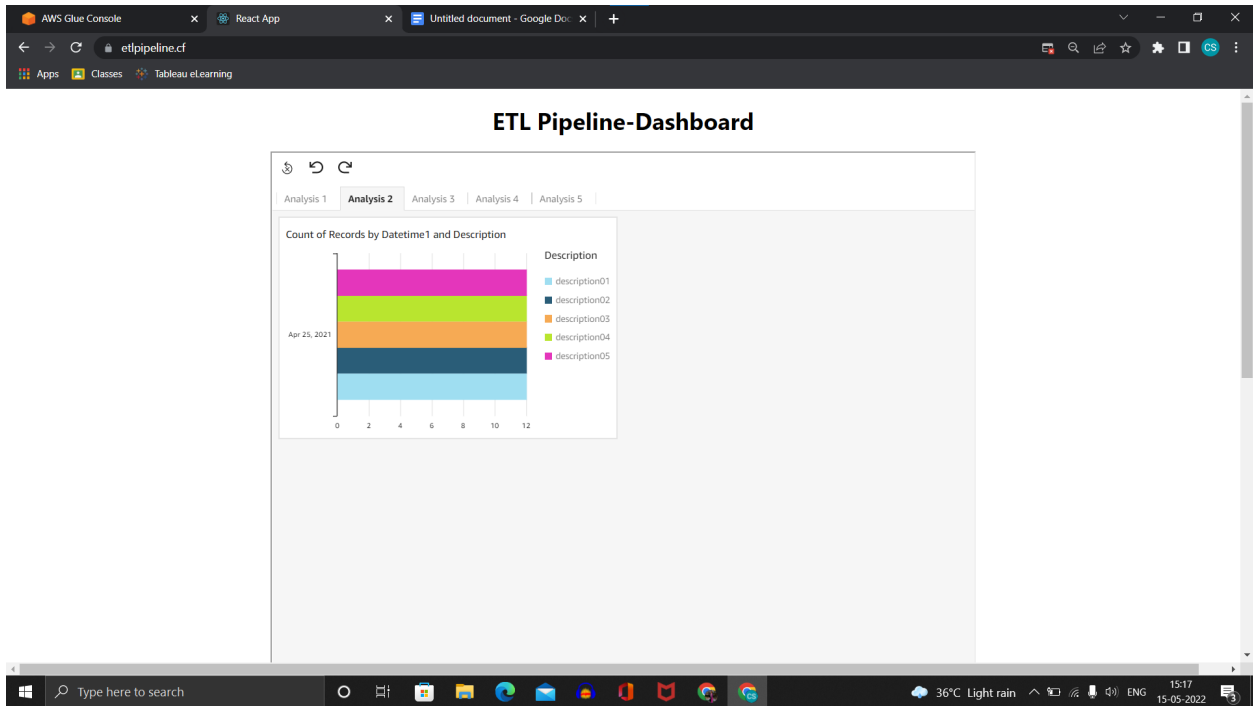 AWS Glue Console
React App
Untitled document - Google Doc
etlpipeline.cf
CS
Apps
Classes
Tableau eLearning
ETL Pipeline-Dashboard
Analysis 1
Analysis 2
Analysis 3
Analysis 4
Analysis 5
Count of Records by Datetime1 and Description
Description
description01
description02
description03
description04
description05
Apr 25, 2021
0 2 4 6 8 10 12
Type here to search
36°C Light rain
ENG
15:17
15-05-2022
3